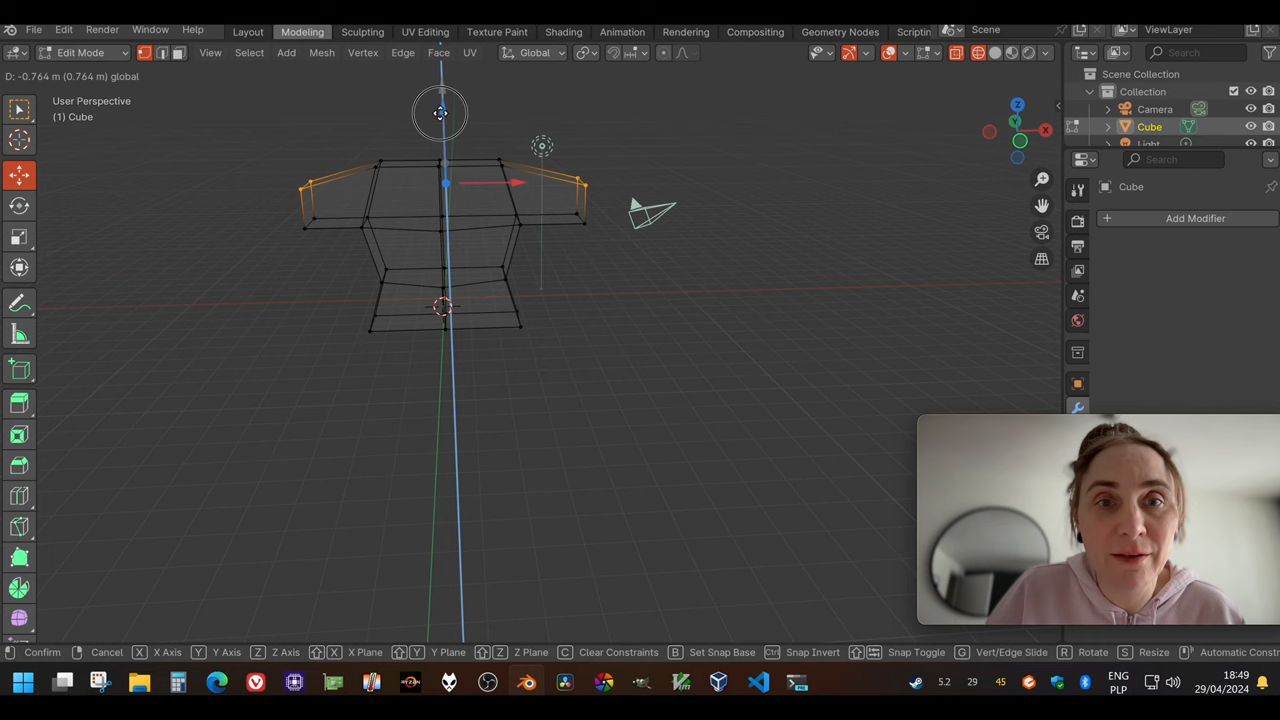 File Edit Render Window Help Layout Modeling Sculpting UV Editing Texture Paint Shading Animation Rendering Compositing Geometry Nodes Scripting Scene ViewLayer
Edit Mode View Select Add Mesh Vertex Edge Face UV Global Search
D: -0.764 m (0.764 m) global
Scene Collection
User Perspective
Collection
(1) Cube
Camera
Cube
Light
Search
Z
Y
X
Cube
Add Modifier
Confirm Cancel X X Axis Y Y Axis Z Z Axis X X Plane Y Y Plane Z Z Plane C Clear Constraints B Set Snap Base Ctrl Snap Invert Snap Toggle G Vert/Edge Slide R Rotate S Resize Automatic Constr
RYZEN 5.2 29 45 ENG PLP 18:49 29/04/2024